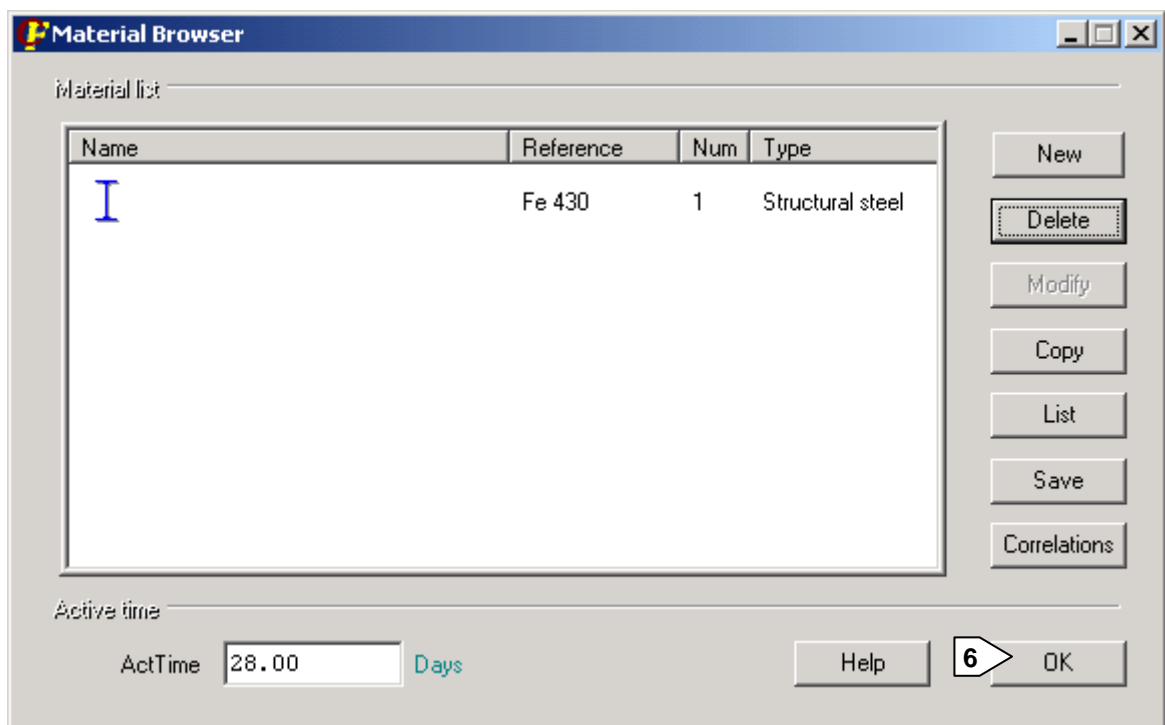 Material Browser
Material list
Name Reference Num Type
Fe 430 1 Structural steel
New
Delete
Modify
Copy
List
Save
Correlations
Active time
ActTime 28.00 Days Help 6 OK